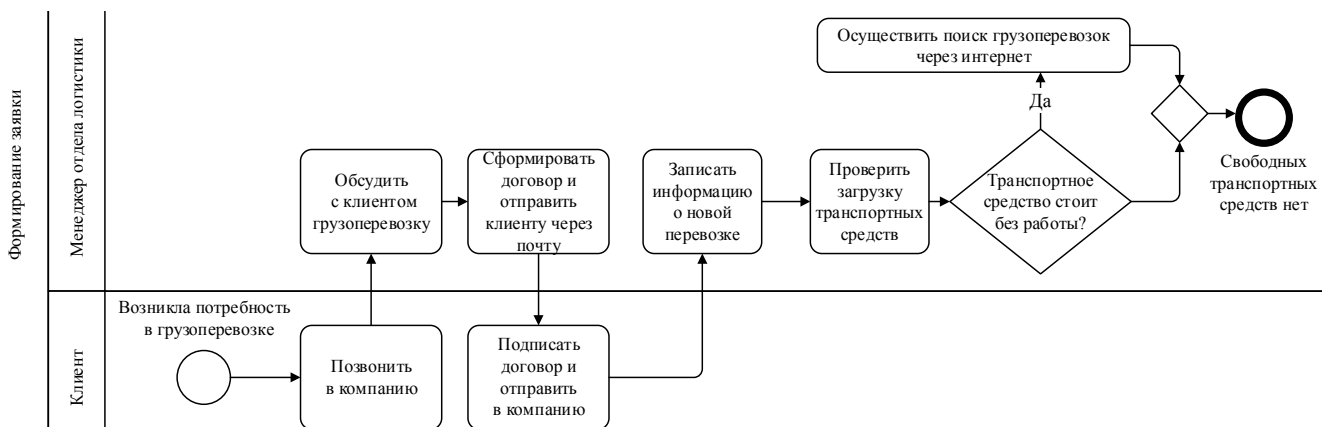 Формирование заявки
Менеджер отдела логистики
Осуществить поиск грузоперевозок
через интернет
Да
Обсудить
с клиентом
грузоперевозку
Сформировать
договор и
отправить
клиенту через
почту
Записать
информацию
о новой
перевозке
Проверить
загрузку
транспортных
средств
Транспортное
средство стоит
без работы?
Свободных
транспортных
средств нет
Клиент
Возникла потребность
в грузоперевозке
Позвонить
в компанию
Подписать
договор и
отправить
в компанию